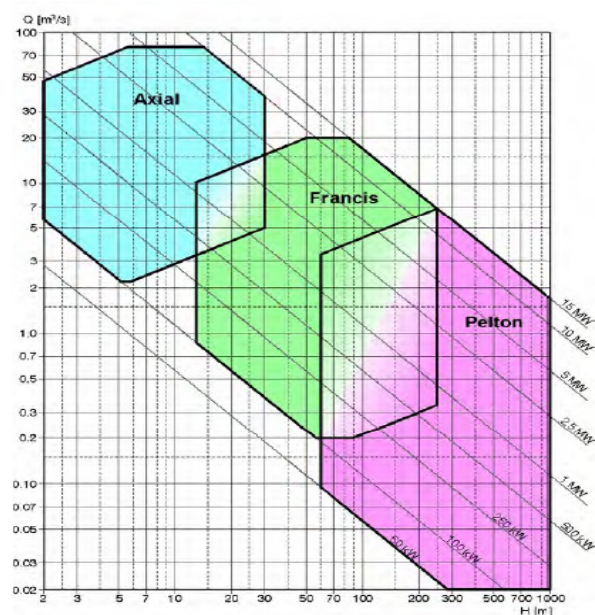 Q [m³/s]
100
70
50
30
20
10
7
5
3
2
1.0
0.7
0.5
0.3
0.2
0.10
0.07
0.05
0.03
0.02
Axial
Francis
Pelton
15 MW
10 MW
5 MW
2.5 MW
1 MW
500 kW
250 kW
100 kW
50 kW
2 3 5 7 10 20 30 50 70 100 200 300 500 700 1000
H [m]